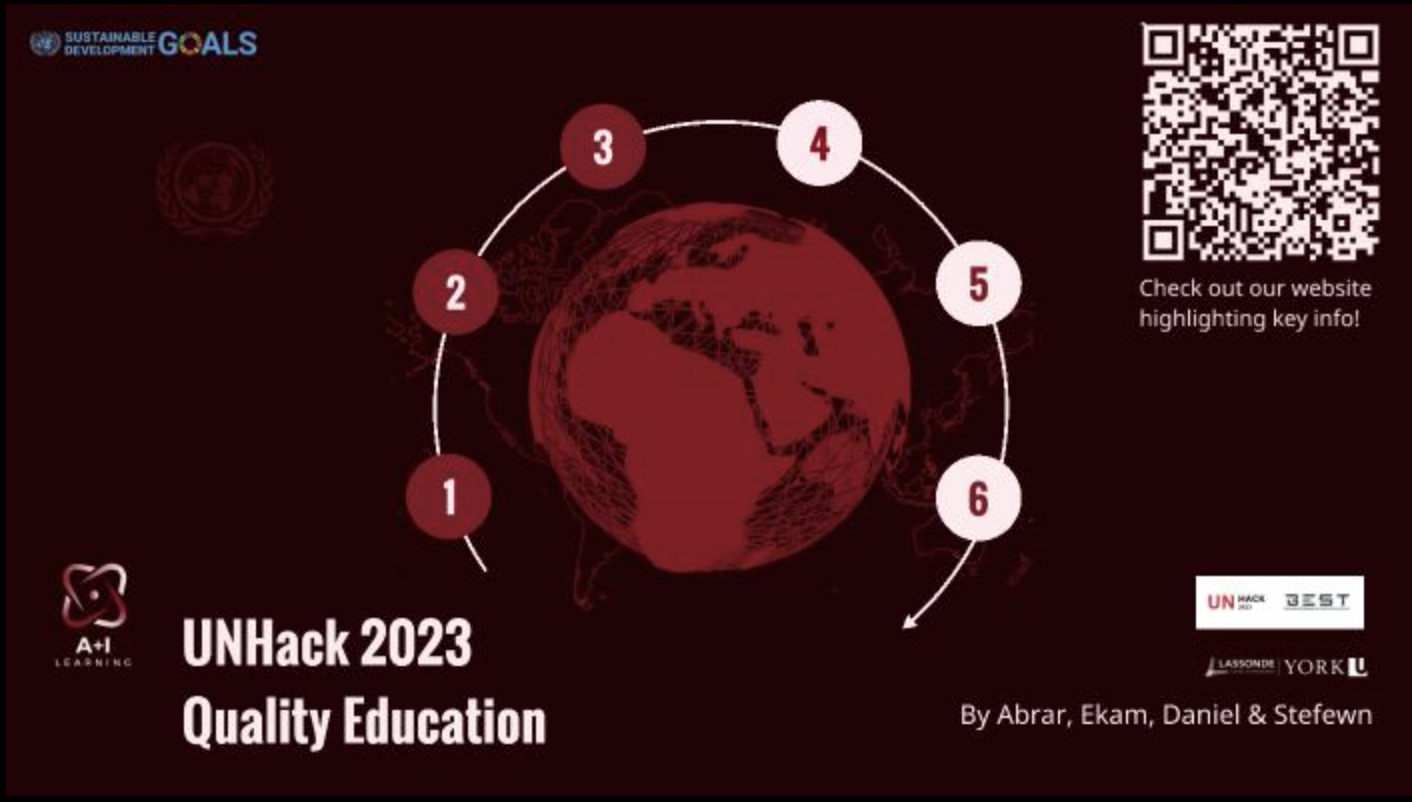 SUSTAINABLE
DEVELOPMENT GOALS
3
4
2
5
1
6
Check out our website
highlighting key info!
A+I
LEARNING
UNHack 2023
Quality Education
UN HACK
2023
BEST
LASSONDE
YORK U
By Abrar, Ekam, Daniel & Stefewn